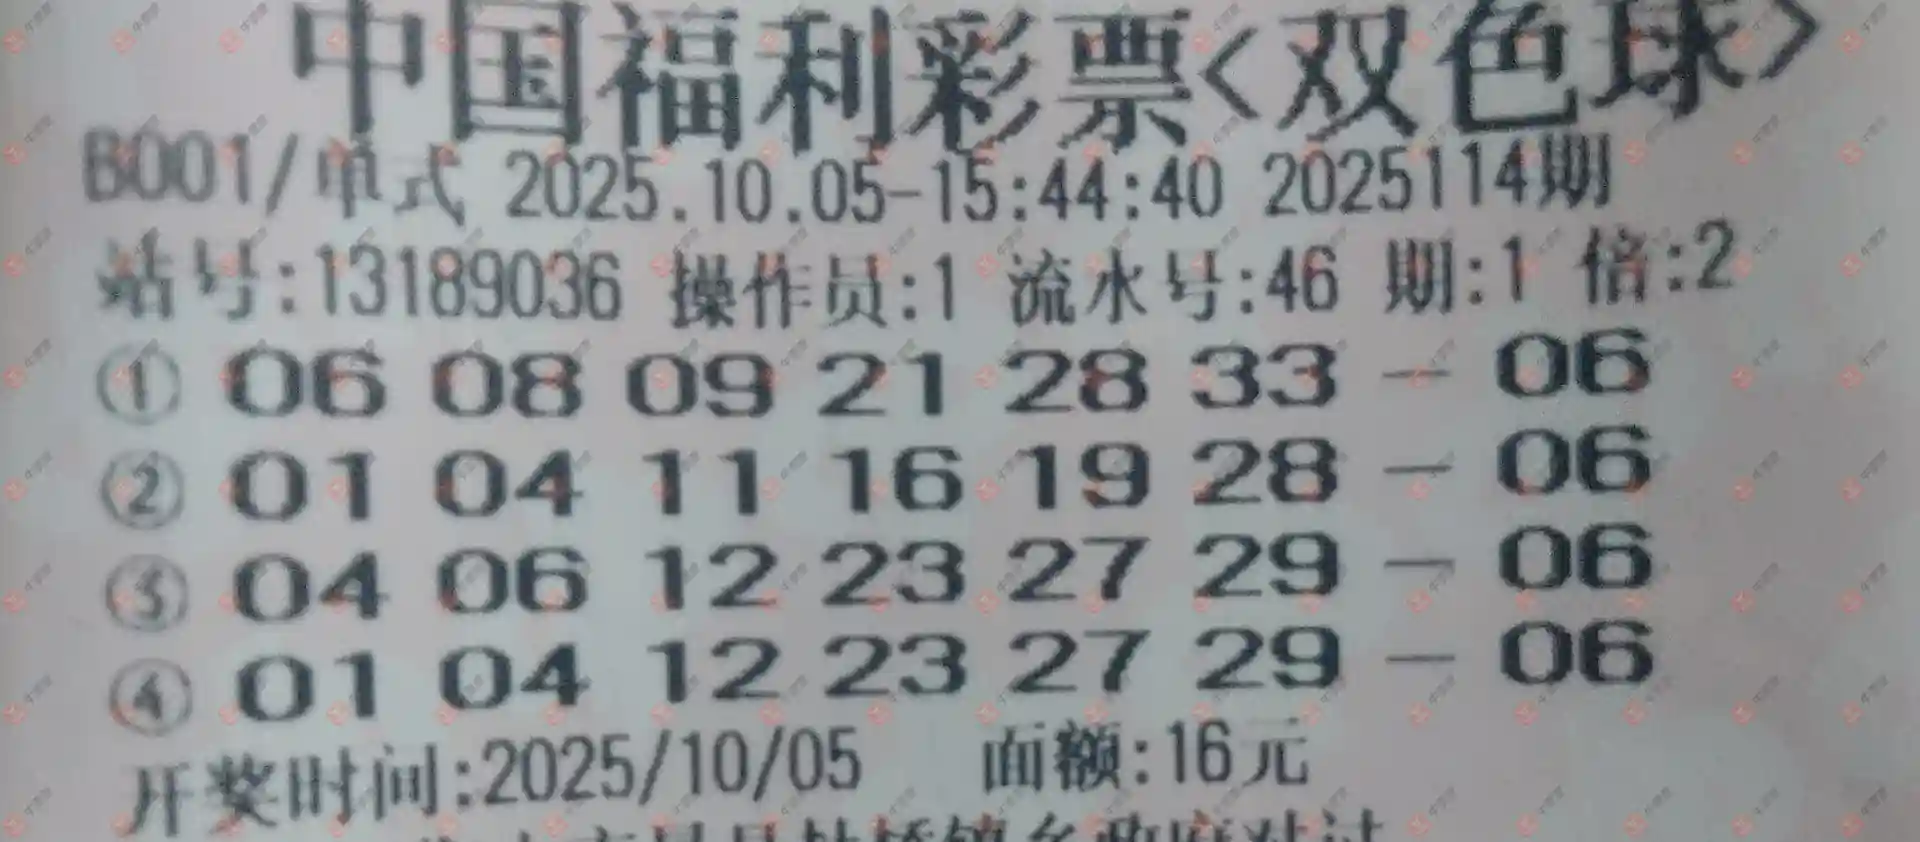 中国福利彩票<双色球>
B001/单式 2025.10.05-15:44:40 2025114期
站号:13189036 操作员:1 流水号:46 期:1 倍:2
① 06 08 09 21 28 33 - 06
② 01 04 11 16 19 28 - 06
③ 04 06 12 23 27 29 - 06
④ 01 04 12 23 27 29 - 06
开奖时间:2025/10/05 面额:16元